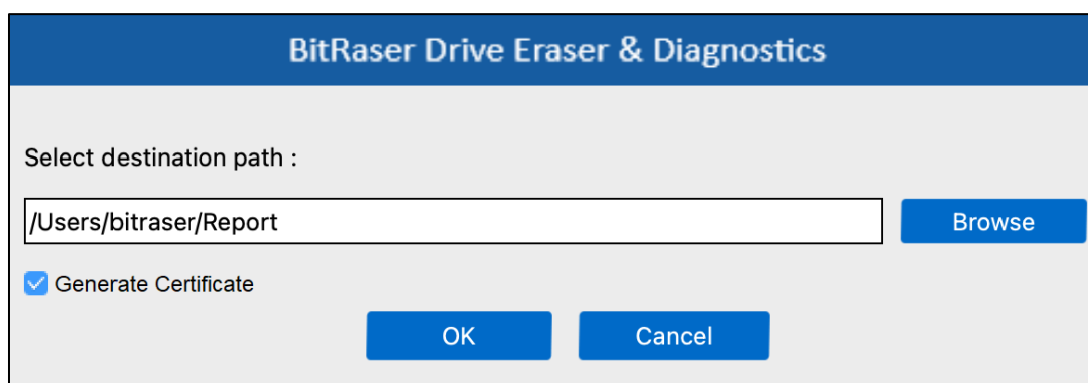 BitRaser Drive Eraser & Diagnostics
Select destination path :
/Users/bitraser/Report
Browse
Generate Certificate
OK
Cancel